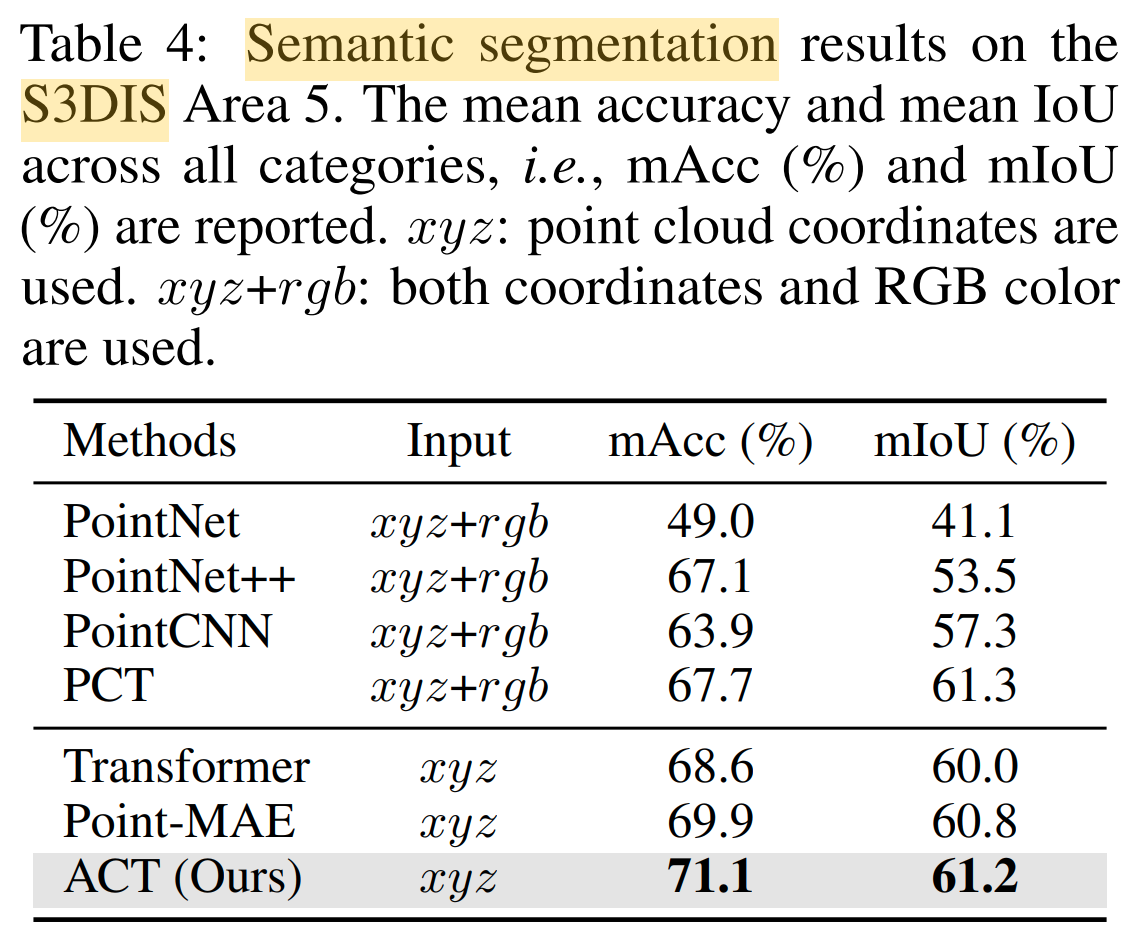 Table 4: Semantic segmentation results on the
S3DIS Area 5. The mean accuracy and mean IoU
across all categories, i.e., mAcc (%) and mIoU
(%) are reported. xyz: point cloud coordinates are
used. xyz+rgb: both coordinates and RGB color
are used.
Methods Input mAcc (%) mIoU (%)
PointNet xyz+rgb 49.0 41.1
PointNet++ xyz+rgb 67.1 53.5
PointCNN xyz+rgb 63.9 57.3
PCT xyz+rgb 67.7 61.3
Transformer xyz 68.6 60.0
Point-MAE xyz 69.9 60.8
ACT (Ours) xyz 71.1 61.2